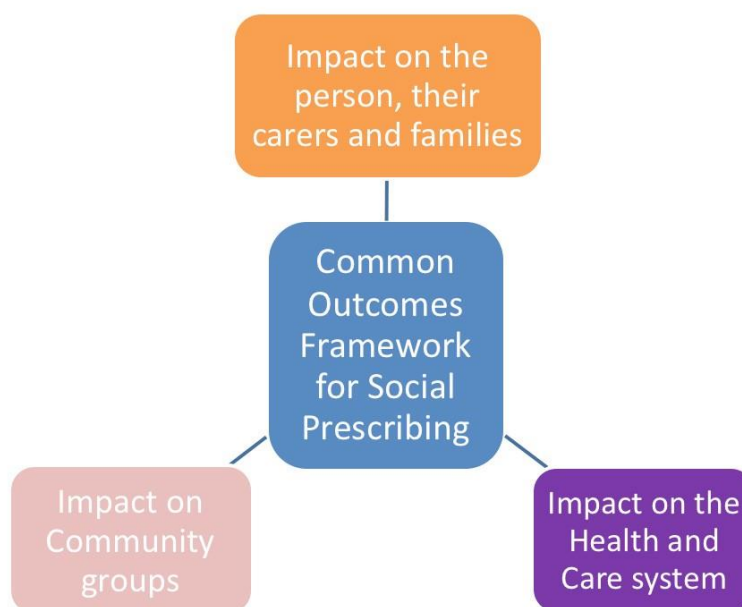 Impact on the
person, their
carers and families
Common
Outcomes
Framework
for Social
Prescribing
Impact on
Community
groups
Impact on the
Health and
Care system